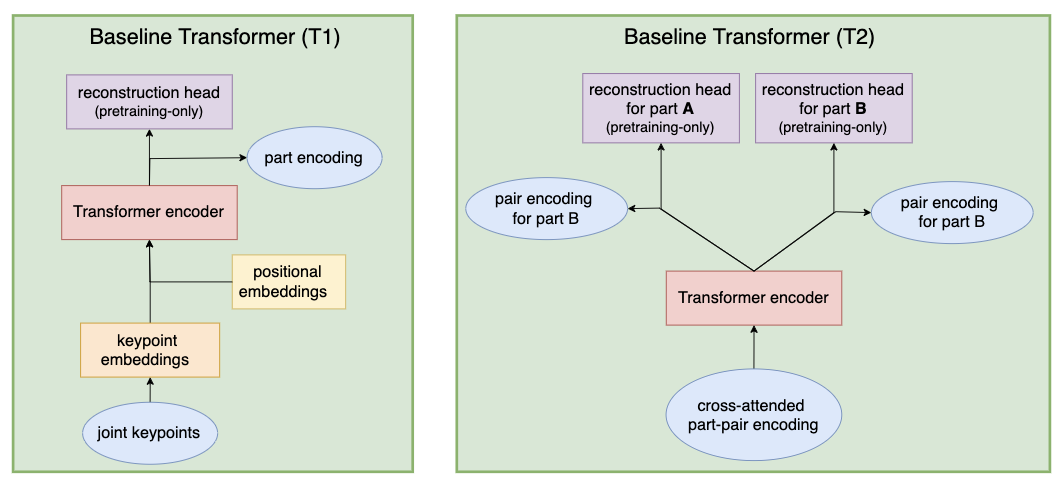 Baseline Transformer (T1)
reconstruction head
(pretraining-only)
part encoding
Transformer encoder
positional
embeddings
keypoint
embeddings
joint keypoints
Baseline Transformer (T2)
reconstruction head
for part A
(pretraining-only)
reconstruction head
for part B
(pretraining-only)
pair encoding
for part B
pair encoding
for part B
Transformer encoder
cross-attended
part-pair encoding